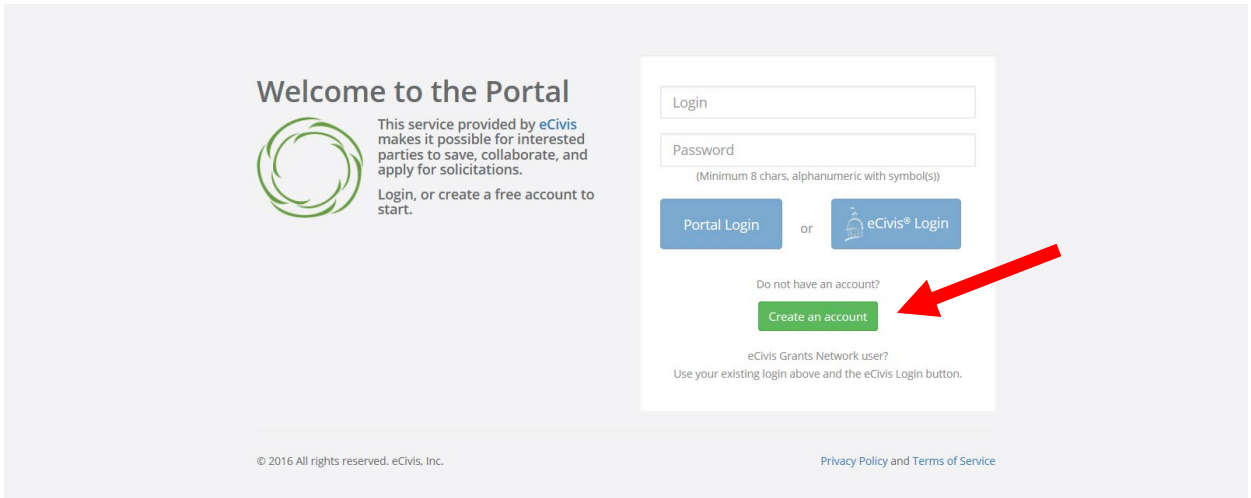 Welcome to the Portal
This service provided by eCivis
makes it possible for interested
parties to save, collaborate, and
apply for solicitations.
Login, or create a free account to
start.
Login
Password
(Minimum 8 chars, alphanumeric with symbol(s))
Portal Login
or
eCivis® Login
Do not have an account?
Create an account
eCivis Grants Network user?
Use your existing login above and the eCivis Login button.
© 2016 All rights reserved. eCivis, Inc.
Privacy Policy and Terms of Service